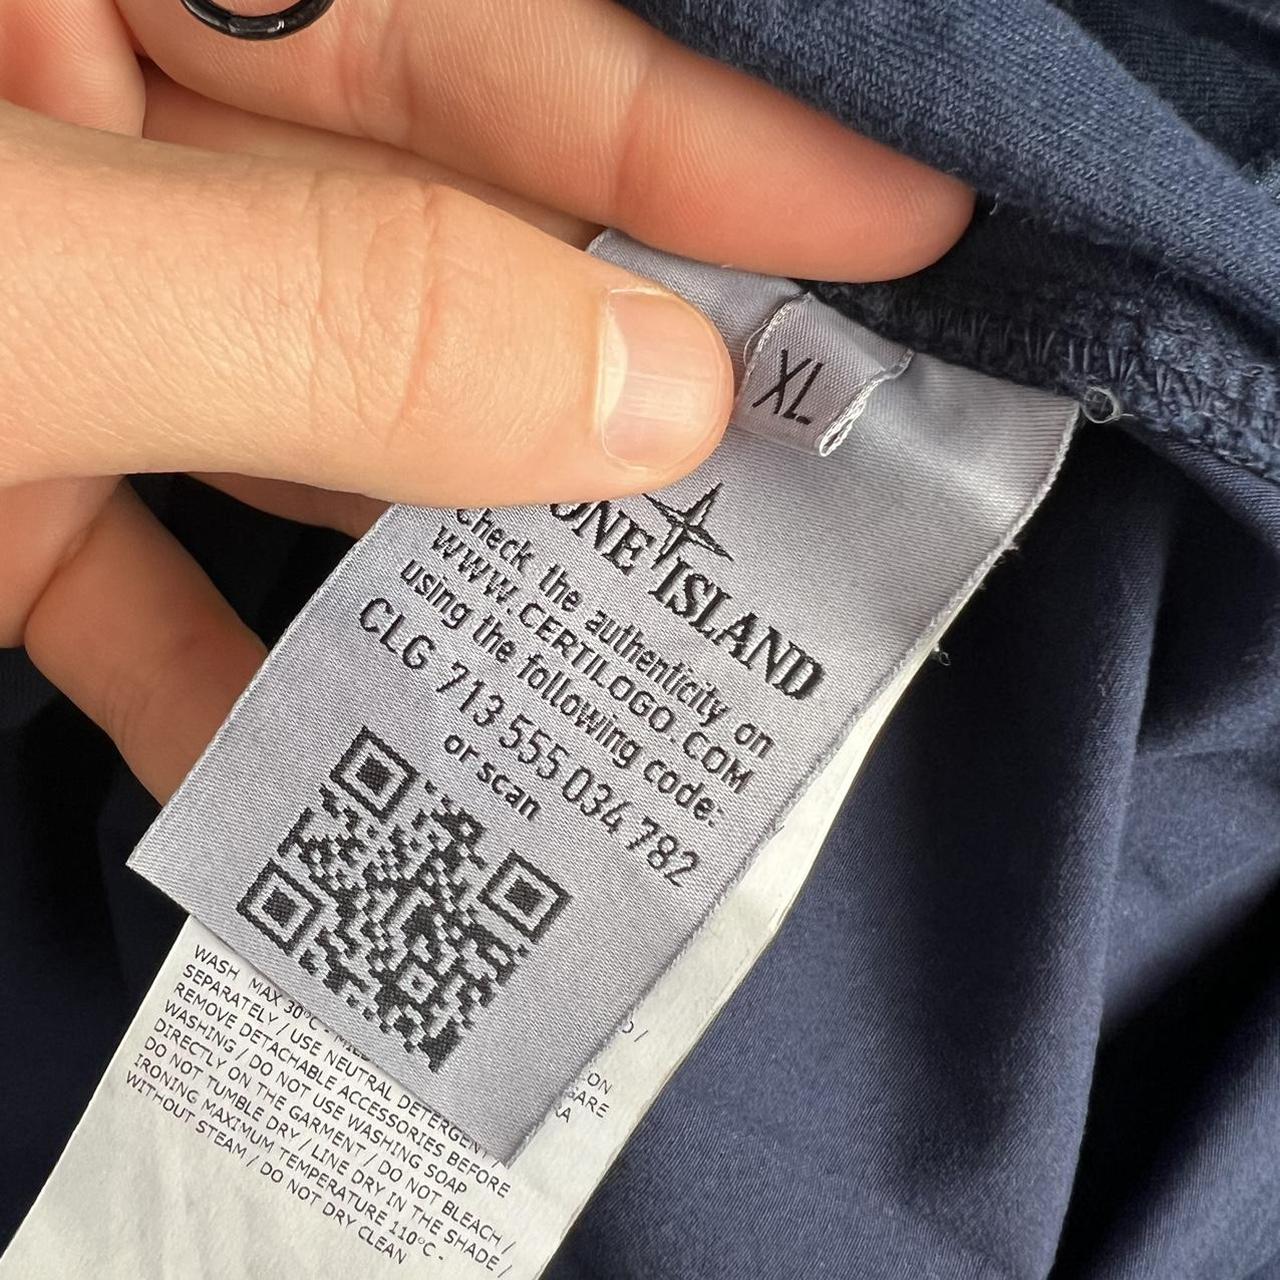 XL
ONE ISLAND
Check the authenticity on
WWW.CERTILOGO.COM
using the following code:
CLG 713 555 034 782
or scan
WASH MAX 30°C -
SEPARATELY / USE NEUTRAL DETERGENT
REMOVE DETACHABLE ACCESSORIES BEFORE
WASHING / DO NOT USE WASHING SOAP
DIRECTLY ON THE GARMENT / DO NOT BLEACH /
DO NOT TUMBLE DRY / LINE DRY IN THE SHADE /
IRONING MAXIMUM TEMPERATURE 110°C -
WITHOUT STEAM / DO NOT DRY CLEAN